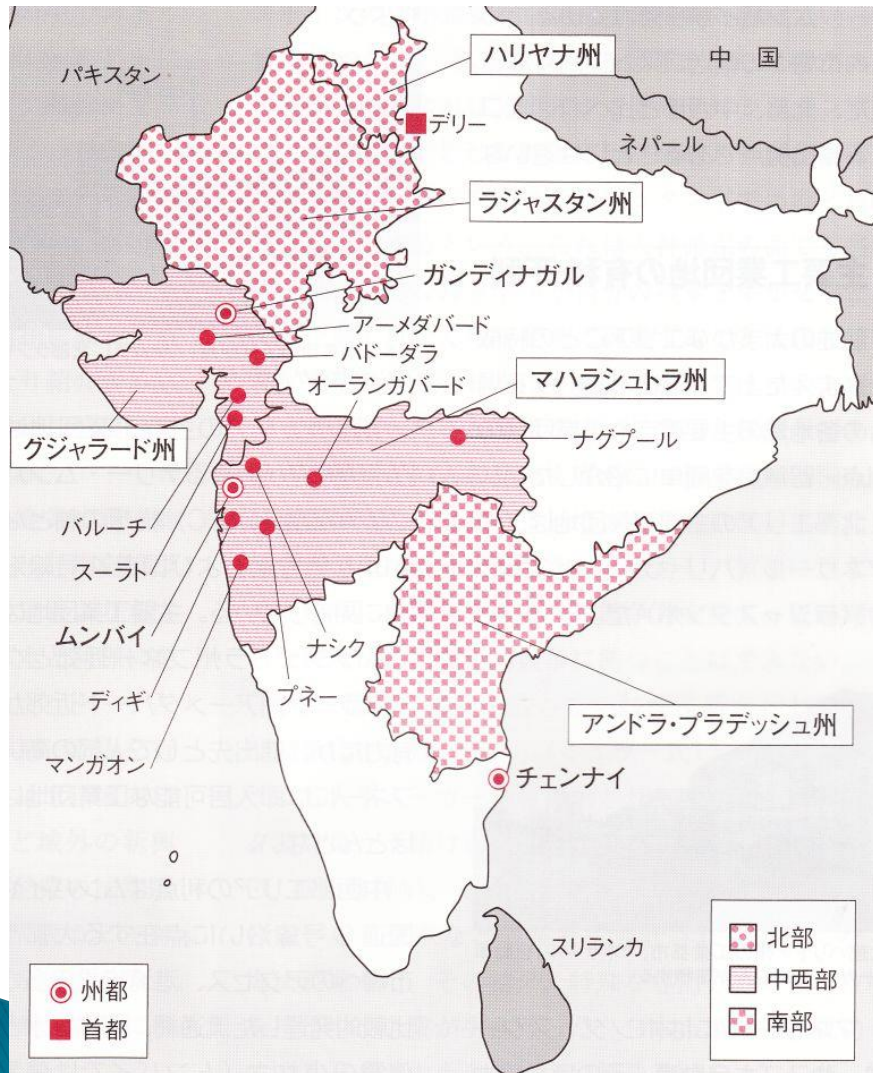 ハリヤナ州
中 国
パキスタン
デリー
ネパール
ラジャスタン州
ガンディナガル
アーメダバード
バドーダラ
オーランガバード
マハラシュトラ州
グジャラード州
ナグプール
バルーチ
スーラト
ムンバイ
ナシク
ディギ
プネー
アンドラ・プラデッシュ州
マンガオン
チェンナイ
スリランカ
北部
中西部
南部
州都
首都